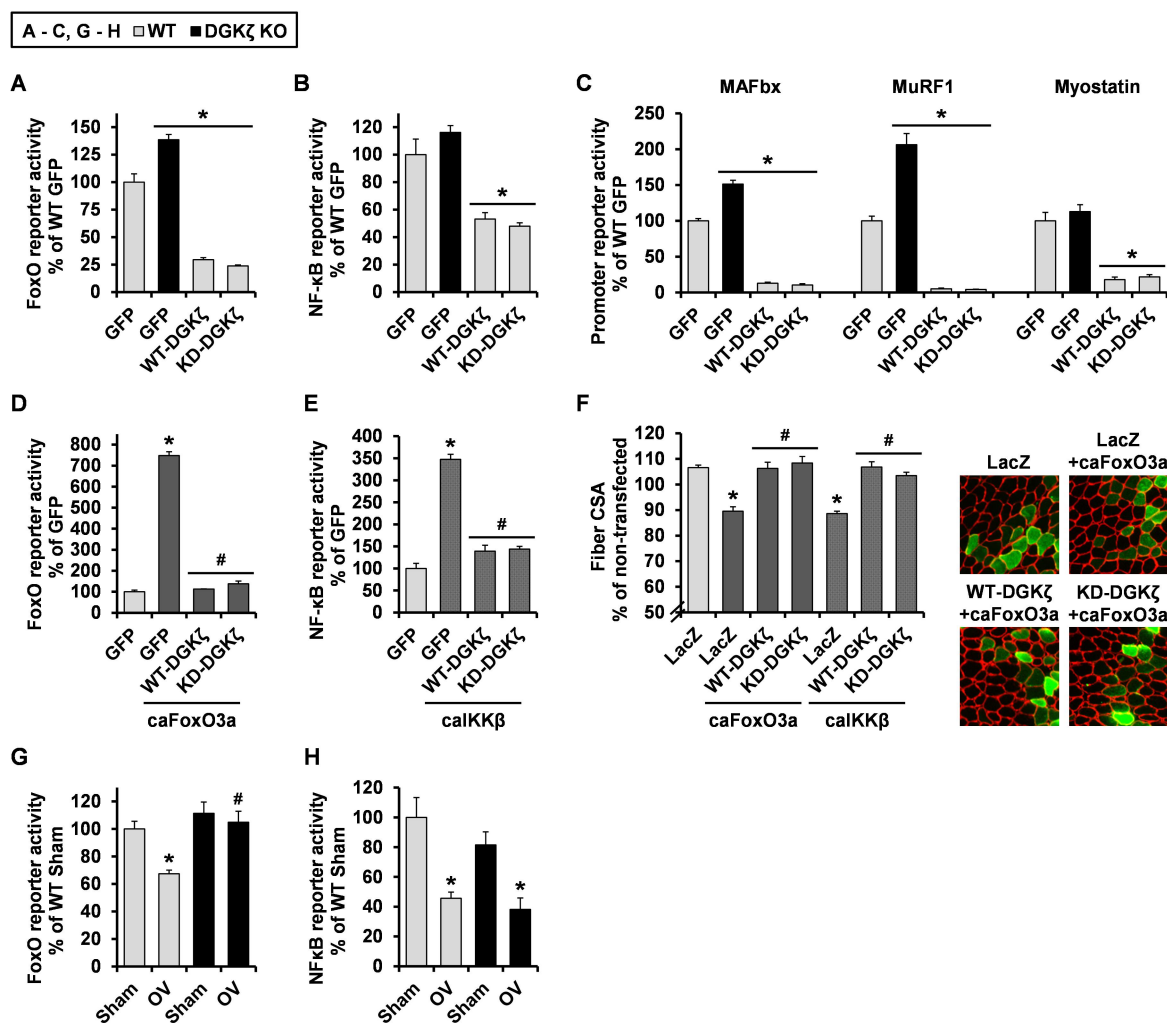 A - C, G - H WT DGKζ KO
A
FoxO reporter activity
% of WT GFP
150
125
100
75
50
25
0
*
GFP
GFP
WT-DGKζ
KD-DGKζ
B
NF-κB reporter activity
% of WT GFP
120
100
80
60
40
20
0
*
GFP
GFP
WT-DGKζ
KD-DGKζ
C
MAFbx
MuRF1
Myostatin
Promoter reporter activity
% of WT GFP
250
200
150
100
50
0
*
*
*
GFP
GFP
WT-DGKζ
KD-DGKζ
GFP
GFP
WT-DGKζ
KD-DGKζ
GFP
GFP
WT-DGKζ
KD-DGKζ
D
FoxO reporter activity
% of GFP
800
700
600
500
400
300
200
100
0
*
#
GFP
GFP
WT-DGKζ
KD-DGKζ
caFoxO3a
E
NF-κB reporter activity
% of GFP
400
350
300
250
200
150
100
50
0
*
#
GFP
GFP
WT-DGKζ
KD-DGKζ
caIKKβ
F
Fiber CSA
% of non-transfected
120
110
100
90
80
70
60
50
*
#
*
#
LacZ
LacZ
WT-DGKζ
KD-DGKζ
LacZ
WT-DGKζ
KD-DGKζ
caFoxO3a
caIKKβ
LacZ
LacZ
+caFoxO3a
WT-DGKζ
+caFoxO3a
KD-DGKζ
+caFoxO3a
G
FoxO reporter activity
% of WT Sham
120
100
80
60
40
20
0
*
#
Sham
OV
Sham
OV
H
NFκB reporter activity
% of WT Sham
120
100
80
60
40
20
0
*
*
Sham
OV
Sham
OV